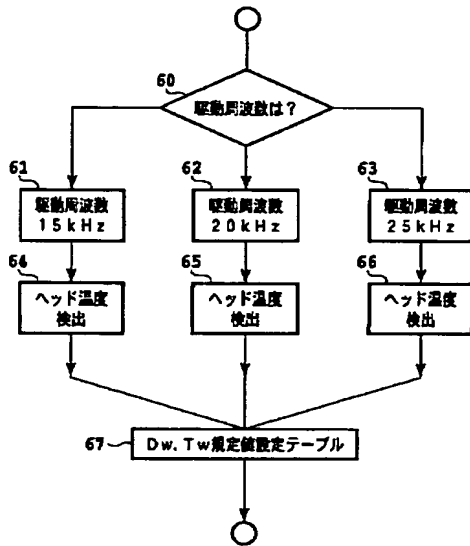 60
駆動周波数は?
61
62
63
駆動周波数
15kHz
駆動周波数
20kHz
駆動周波数
25kHz
64
65
66
ヘッド温度
検出
ヘッド温度
検出
ヘッド温度
検出
67
Dw.Tw規定値設定テーブル